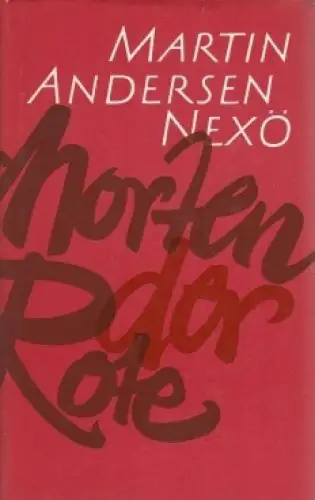 MARTIN
ANDERSEN
NEXÖ
Morten
der
Rote